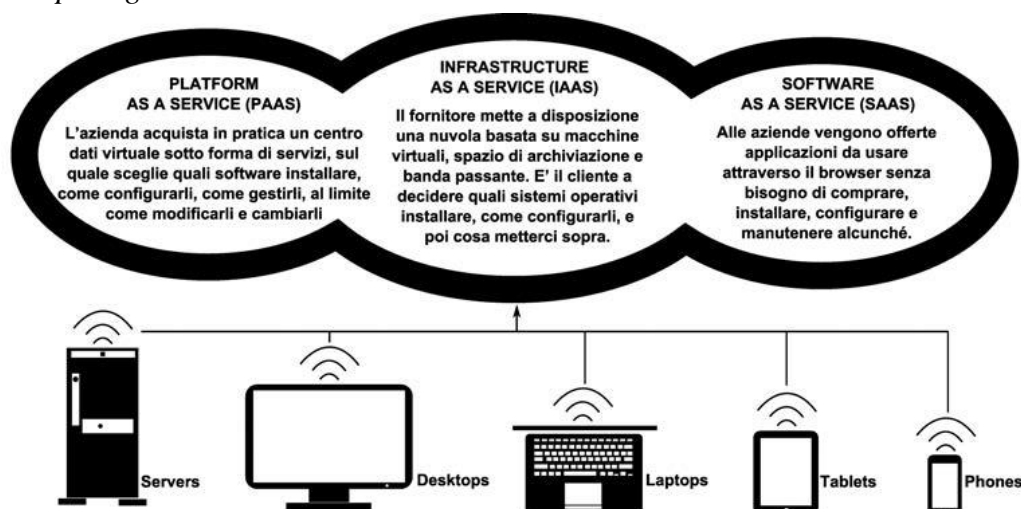 PLATFORM
AS A SERVICE (PAAS)
L'azienda acquista in pratica un centro
dati virtuale sotto forma di servizi, sul
quale sceglie quali software installare,
come configurarli, come gestirli, al limite
come modificarli e cambiarli
INFRASTRUCTURE
AS A SERVICE (IAAS)
Il fornitore mette a disposizione
una nuvola basata su macchine
virtuali, spazio di archiviazione e
banda passante. E' il cliente a
decidere quali sistemi operativi
installare, come configurarli, e
poi cosa metterci sopra.
SOFTWARE
AS A SERVICE (SAAS)
Alle aziende vengono offerte
applicazioni da usare
attraverso il browser senza
bisogno di comprare,
installare, configurare e
manutenere alcunché.
Servers
Desktops
Laptops
Tablets
Phones